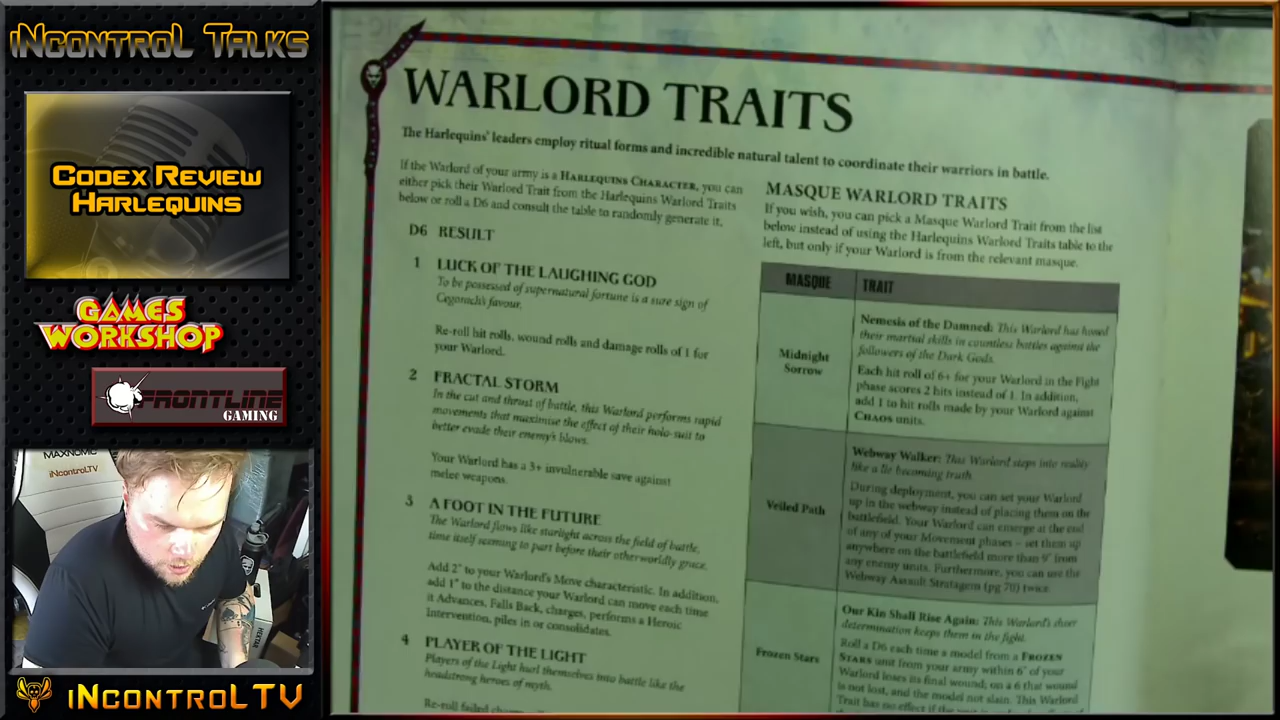 iNcontroL Talks
Codex Review
Harlequins
GAMES
WORKSHOP
FRONTLINE
GAMING
MAXNOMIC
iNcontroLTV
iNcontroLTV
WARLORD TRAITS
The Harlequins' leaders employ ritual forms and incredible natural talent to coordinate their warriors in battle.
If the Warlord of your army is a HARLEQUINS CHARACTER, you can
either pick their Warlord Trait from the Harlequins Warlord Traits
below or roll a D6 and consult the table to randomly generate it.
D6 RESULT
1 LUCK OF THE LAUGHING GOD
To be possessed of supernatural fortune is a sure sign of
Cegorach's favour.
Re-roll hit rolls, wound rolls and damage rolls of 1 for
your Warlord.
2 FRACTAL STORM
In the cut and thrust of battle, this Warlord performs rapid
movements that maximise the effect of their holo-suit to
better evade their enemy's blows.
Your Warlord has a 3+ invulnerable save against
melee weapons.
3 A FOOT IN THE FUTURE
The Warlord flows like starlight across the field of battle,
time itself seeming to part before their otherworldly grace.
Add 2" to your Warlord's Move characteristic. In addition,
add 1" to the distance your Warlord can move each time
it Advances, Falls Back, charges, performs a Heroic
Intervention, piles in or consolidates.
4 PLAYER OF THE LIGHT
Players of the Light hurl themselves into battle like the
headstrong heroes of myth.
Re-roll failed
MASQUE WARLORD TRAITS
If you wish, you can pick a Masque Warlord Trait from the list
below instead of using the Harlequins Warlord Traits table to the
left, but only if your Warlord is from the relevant masque.
MASQUE TRAIT
Midnight
Sorrow
Nemesis of the Damned: This Warlord has honed
their martial skills in countless battles against the
followers of the Dark Gods.
Each hit roll of 6+ for your Warlord in the Fight
phase scores 2 hits instead of 1. In addition,
add 1 to hit rolls made by your Warlord against
CHAOS units.
Veiled Path
Webway Walker: This Warlord steps into reality
like a lie becoming truth.
During deployment, you can set your Warlord
up in the webway instead of placing them on the
battlefield. Your Warlord can emerge at the end
of any of your Movement phases – set them up
anywhere on the battlefield more than 9" from
any enemy units. Furthermore, you can use the
Webway Assault Stratagem (pg 70) twice.
Frozen Stars
Our Kin Shall Rise Again: This Warlord's sheer
determination keeps them in the fight.
Roll a D6 each time a model from a FROZEN
STARS unit from your army within 6" of your
Warlord loses its final wound; on a 6 that wound
is not lost, and the model not slain. This Warlord
Trait has no effect if the